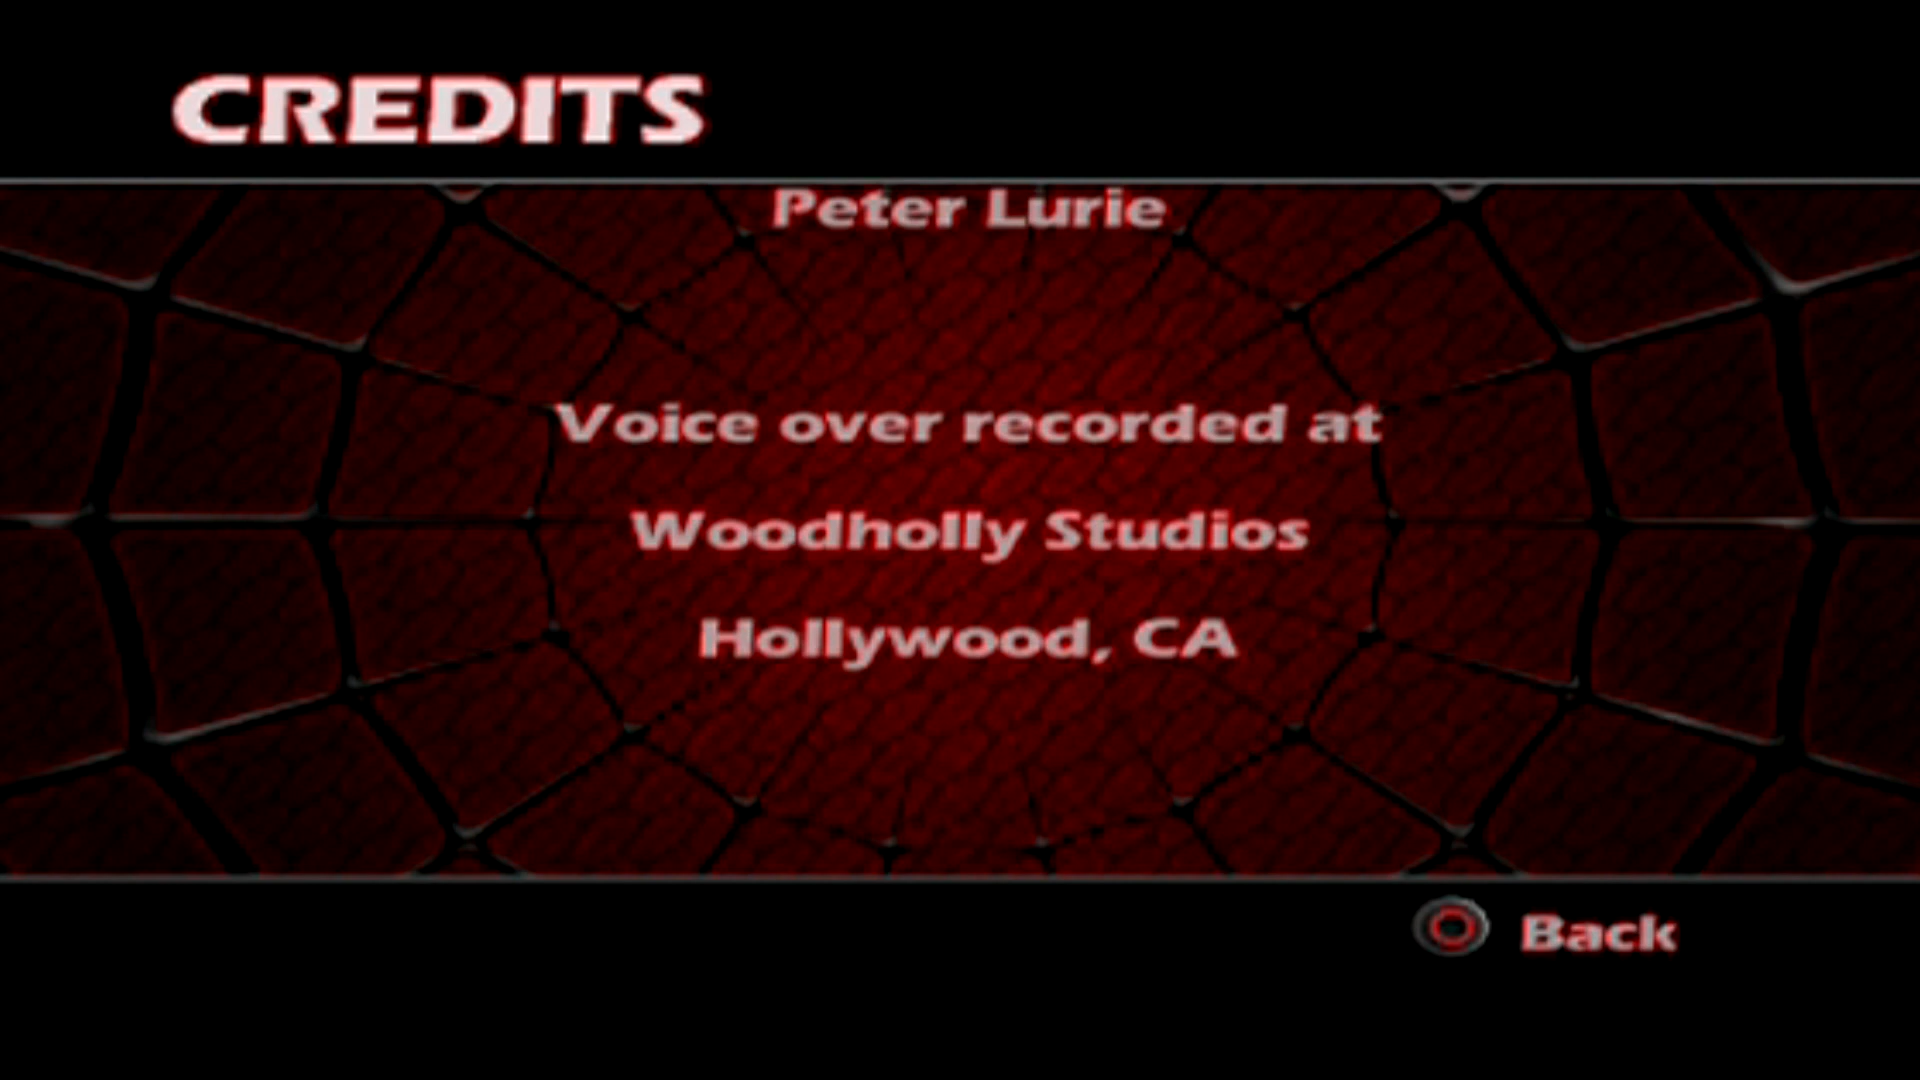 CREDITS
Peter Lurie
Voice over recorded at
Woodholly Studios
Hollywood, CA
Back